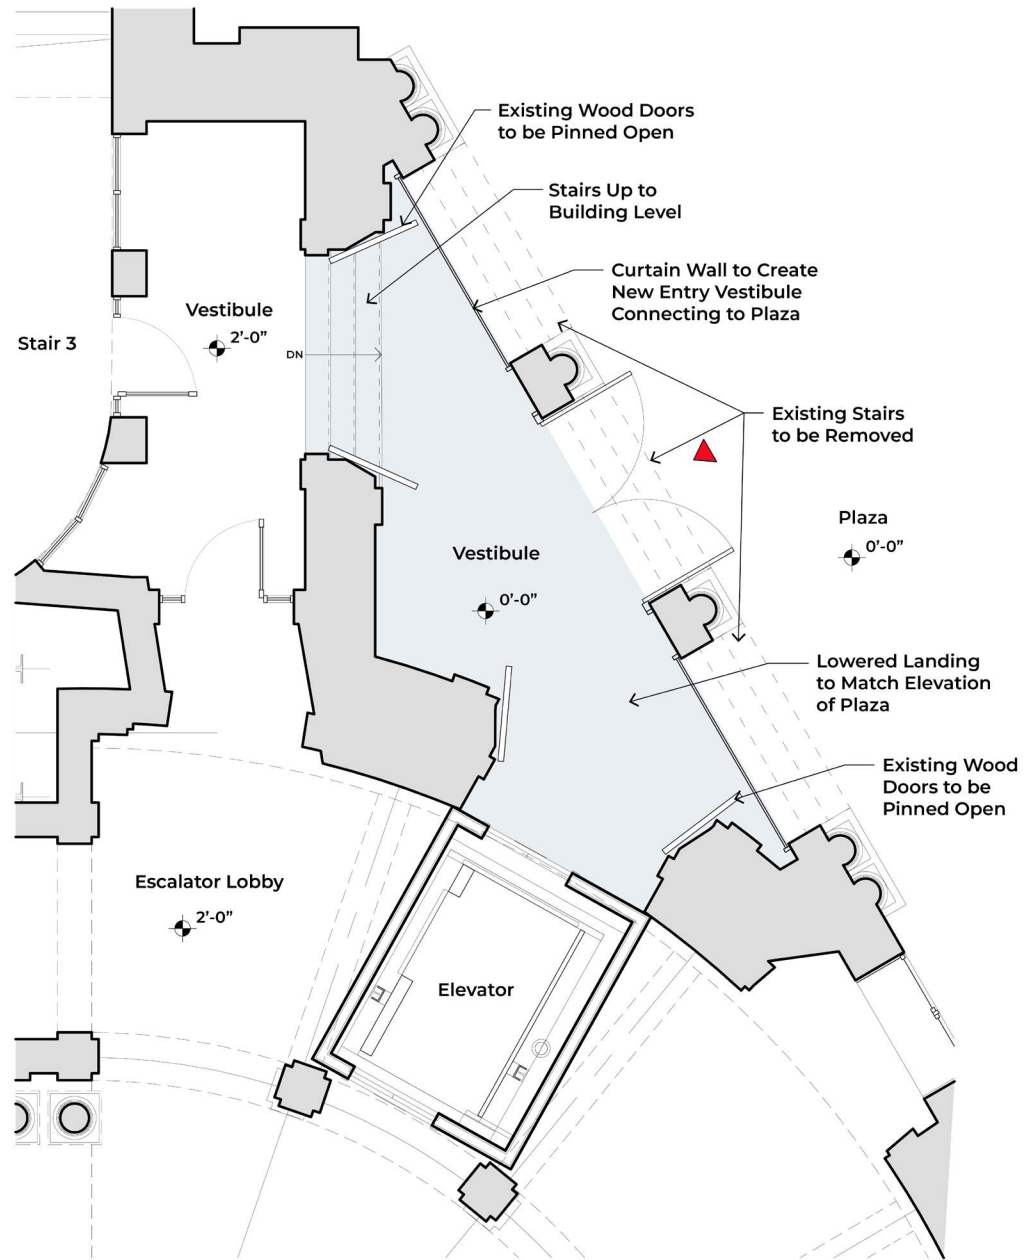 Existing Wood Doors
to be Pinned Open
Stairs Up to
Building Level
Curtain Wall to Create
New Entry Vestibule
Connecting to Plaza
Vestibule
2’-0”
Stair 3
DN
Existing Stairs
to be Removed
Plaza
0’-0”
Vestibule
0’-0”
Lowered Landing
to Match Elevation
of Plaza
Existing Wood
Doors to be
Pinned Open
Escalator Lobby
2’-0”
Elevator